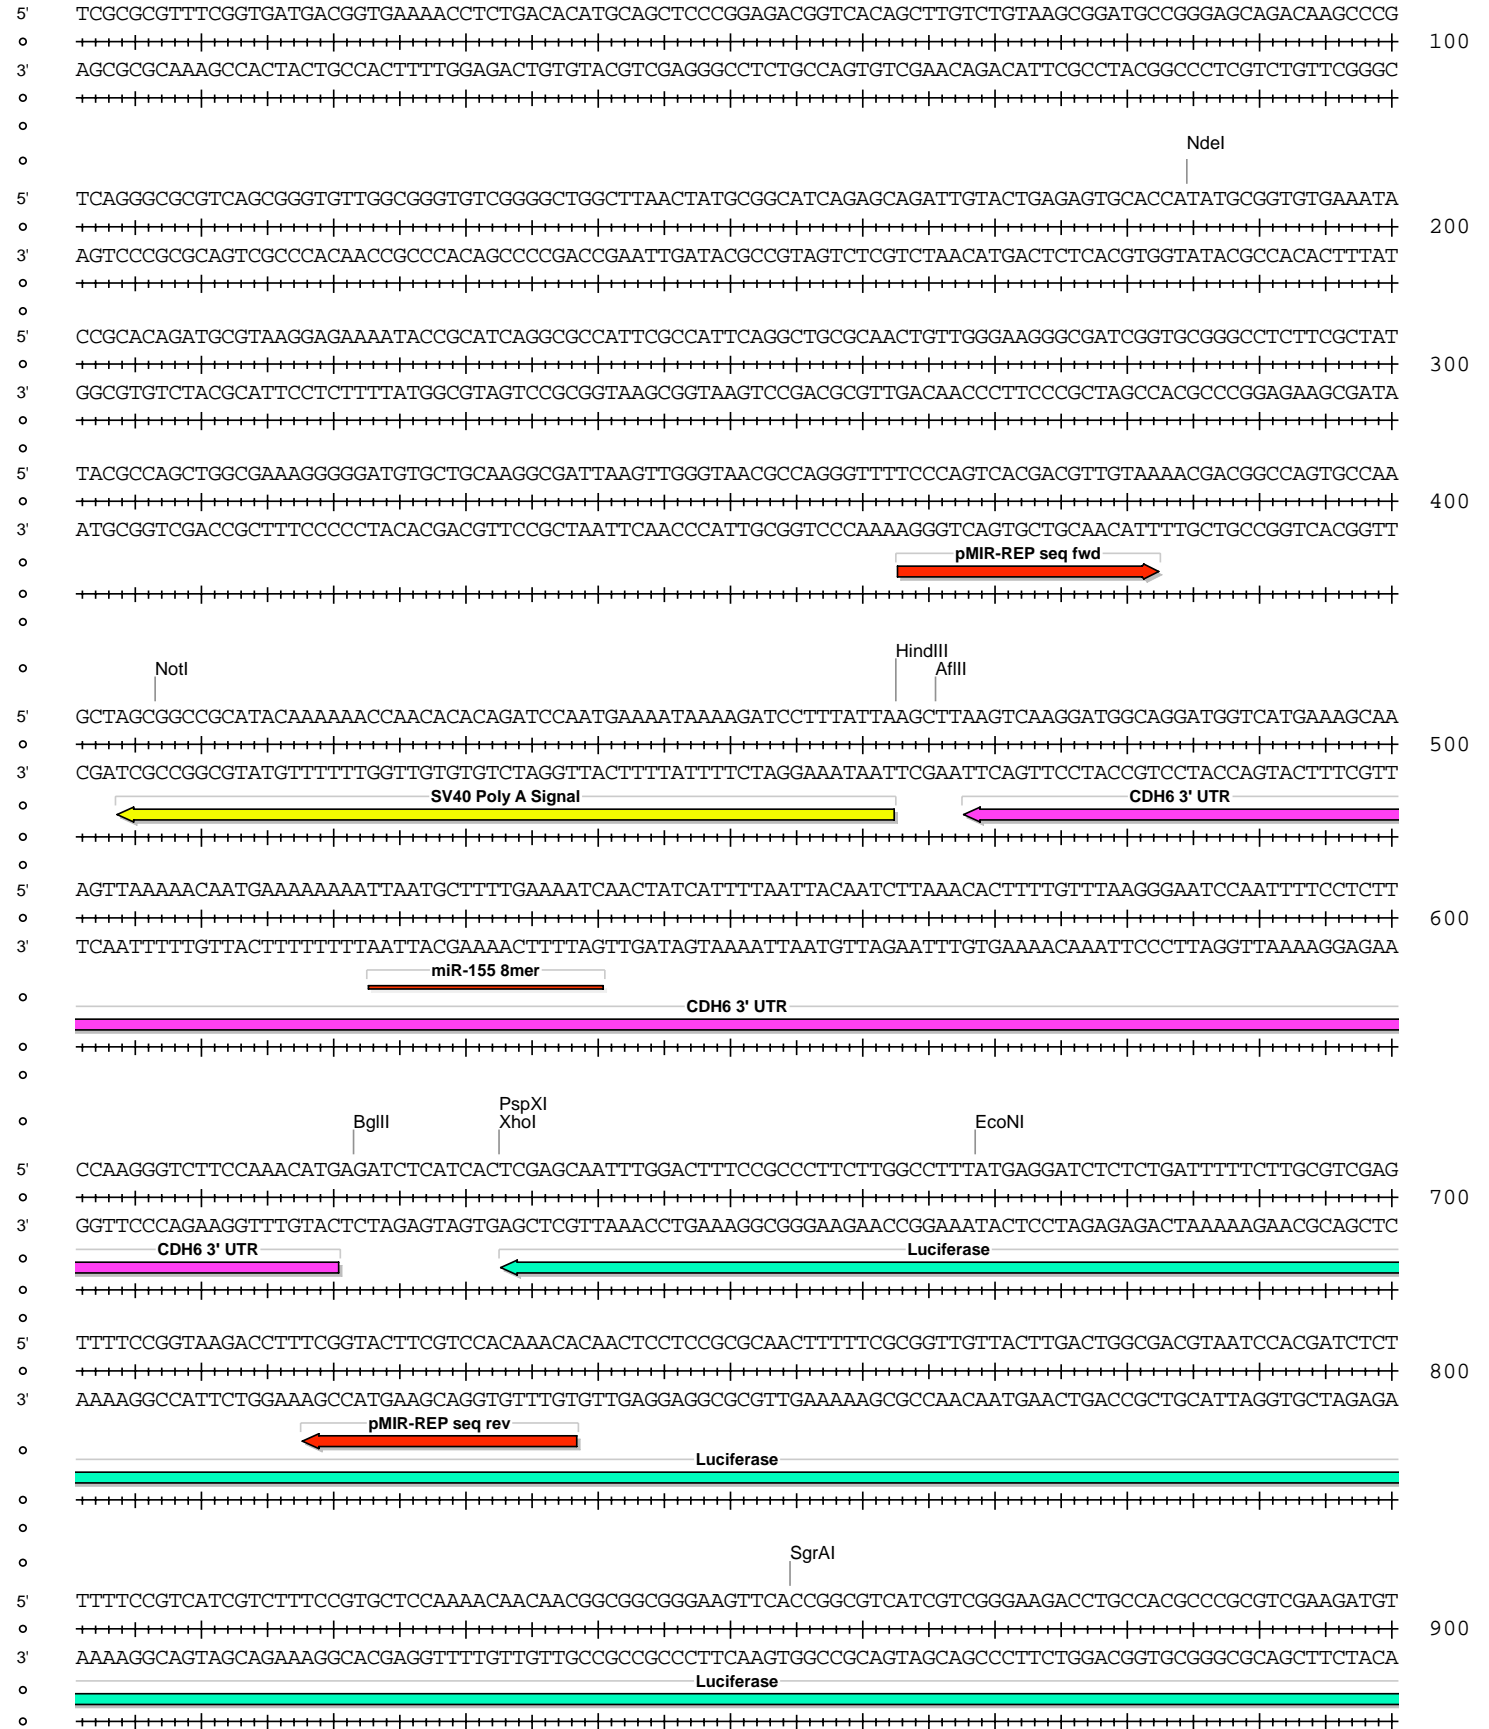 5' TCGCGCGTTTCGGTGATGACGGTGAAAACCTCTGACACATGCAGCTCCCGGAGACGGTCACAGCTTGTCTGTAAGCGGATGCCGGGAGCAGACAAGCCCG
100
3' AGCGCGCAAAGCCACTACTGCCACTTTTGGAGACTGTGTACGTCGAGGGCCTCTGCCAGTGTCGAACAGACATTCGCCTACGGCCCTCGTCTGTTCGGGC
NdeI
5' TCAGGGCGCGTCAGCGGGTGTTGGCGGGTGTCGGGGCTGGCTTAACTATGCGGCATCAGAGCAGATTGTACTGAGAGTGCACCATATGCGGTGTGAAATA
200
3' AGTCCCGCGCAGTCGCCCACAACCGCCCACAGCCCCGACCGAATTGATACGCCGTAGTCTCGTCTAACATGACTCTCACGTGGTATACGCCACACTTTAT
5' CCGCACAGATGCGTAAGGAGAAAATACCGCATCAGGCGCCATTCGCCATTCAGGCTGCGCAACTGTTGGGAAGGGCGATCGGTGCGGGCCTCTTCGCTAT
300
3' GGCGTGTCTACGCATTCCTCTTTTATGGCGTAGTCCGCGGTAAGCGGTAAGTCCGACGCGTTGACAACCCTTCCCGCTAGCCACGCCCGGAGAAGCGATA
5' TACGCCAGCTGGCGAAAGGGGGATGTGCTGCAAGGCGATTAAGTTGGGTAACGCCAGGGTTTTCCCAGTCACGACGTTGTAAAACGACGGCCAGTGCCAA
400
3' ATGCGGTCGACCGCTTTCCCCCTACACGACGTTCCGCTAATTCAACCCATTGCGGTCCCAAAAGGGTCAGTGCTGCAACATTTTGCTGCCGGTCACGGTT
pMIR-REP seq fwd
HindIII
NotI AflII
5' GCTAGCGGCCGCATACAAAAAACCAACACACAGATCCAATGAAAATAAAAGATCCTTTATTAAGCTTAAGTCAAGGATGGCAGGATGGTCATGAAAGCAA
500
3' CGATCGCCGGCGTATGTTTTTTGGTTGTGTGTCTAGGTTACTTTTATTTTCTAGGAAATAATTCGAATTCAGTTCCTACCGTCCTACCAGTACTTTCGTT
SV40 Poly A Signal CDH6 3' UTR
5' AGTTAAAAACAATGAAAAAAAATTAATGCTTTTGAAAATCAACTATCATTTTAATTACAATCTTAAACACTTTTGTTTAAGGGAATCCAATTTTCCTCTT
600
3' TCAATTTTTGTTACTTTTTTTTAATTACGAAAACTTTTAGTTGATAGTAAAATTAATGTTAGAATTTGTGAAAACAAATTCCCTTAGGTTAAAAGGAGAA
miR-155 8mer
CDH6 3' UTR
PspXI
BglII XhoI EcoNI
5' CCAAGGGTCTTCCAAACATGAGATCTCATCACTCGAGCAATTTGGACTTTCCGCCCTTCTTGGCCTTTATGAGGATCTCTCTGATTTTTCTTGCGTCGAG
700
3' GGTTCCCAGAAGGTTTGTACTCTAGAGTAGTGAGCTCGTTAAACCTGAAAGGCGGGAAGAACCGGAAATACTCCTAGAGAGACTAAAAAGAACGCAGCTC
CDH6 3' UTR Luciferase
5' TTTTCCGGTAAGACCTTTCGGTACTTCGTCCACAAACACAACTCCTCCGCGCAACTTTTTCGCGGTTGTTACTTGACTGGCGACGTAATCCACGATCTCT
800
3' AAAAGGCCATTCTGGAAAGCCATGAAGCAGGTGTTTGTGTTGAGGAGGCGCGTTGAAAAAGCGCCAACAATGAACTGACCGCTGCATTAGGTGCTAGAGA
pMIR-REP seq rev
Luciferase
SgrAI
5' TTTTCCGTCATCGTCTTTCCGTGCTCCAAAACAACAACGGCGGCGGGAAGTTCACCGGCGTCATCGTCGGGAAGACCTGCCACGCCCGCGTCGAAGATGT
900
3' AAAAGGCAGTAGCAGAAAGGCACGAGGTTTTGTTGTTGCCGCCGCCCTTCAAGTGGCCGCAGTAGCAGCCCTTCTGGACGGTGCGGGCGCAGCTTCTACA
Luciferase